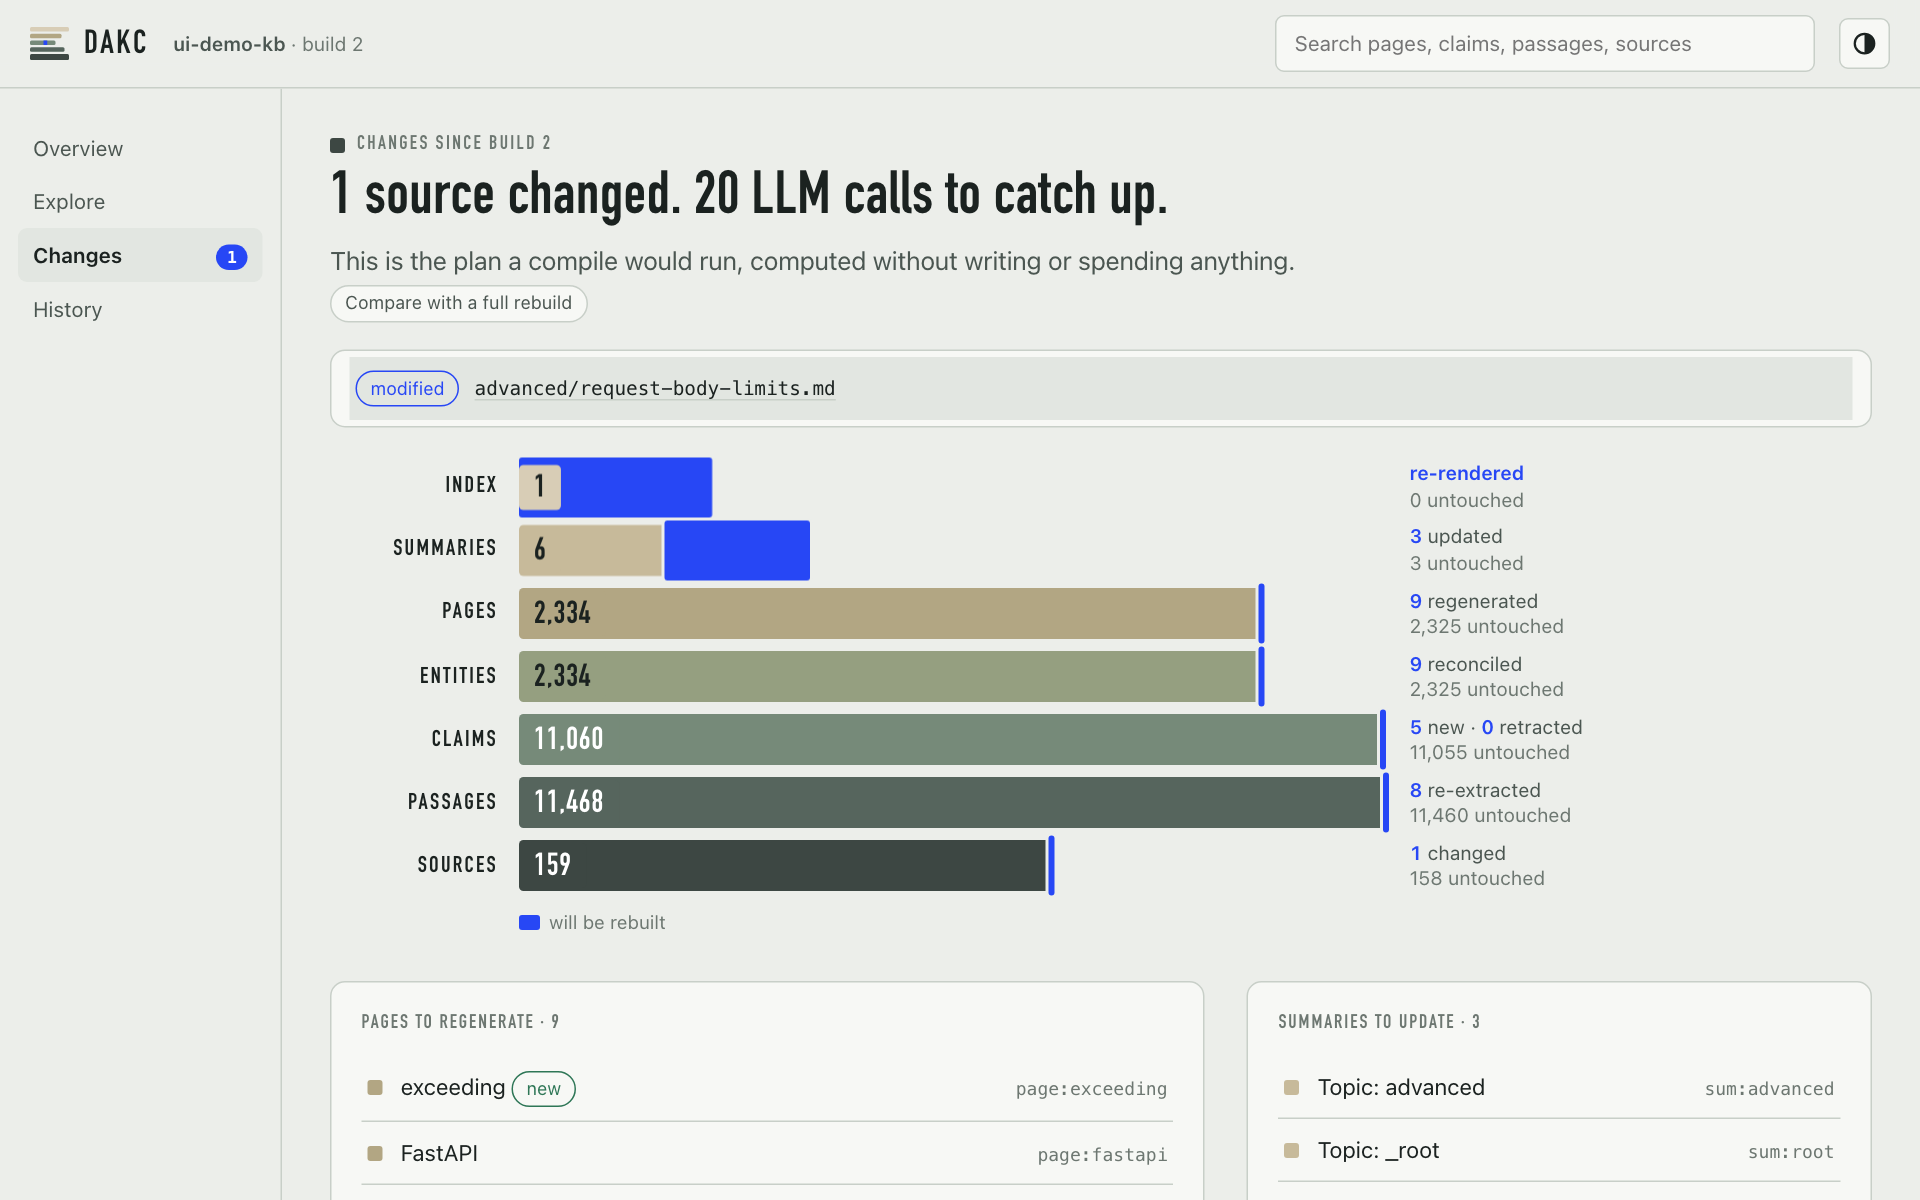 DAKC
ui-demo-kb · build 2
Search pages, claims, passages, sources
Overview
Explore
Changes 1
History
CHANGES SINCE BUILD 2
1 source changed. 20 LLM calls to catch up.
This is the plan a compile would run, computed without writing or spending anything.
Compare with a full rebuild
modified advanced/request-body-limits.md
INDEX 1 re-rendered
0 untouched
SUMMARIES 6 3 updated
3 untouched
PAGES 2,334 9 regenerated
2,325 untouched
ENTITIES 2,334 9 reconciled
2,325 untouched
CLAIMS 11,060 5 new · 0 retracted
11,055 untouched
PASSAGES 11,468 8 re-extracted
11,460 untouched
SOURCES 159 1 changed
158 untouched
will be rebuilt
PAGES TO REGENERATE · 9
exceeding new page:exceeding
FastAPI page:fastapi
SUMMARIES TO UPDATE · 3
Topic: advanced sum:advanced
Topic: _root sum:root